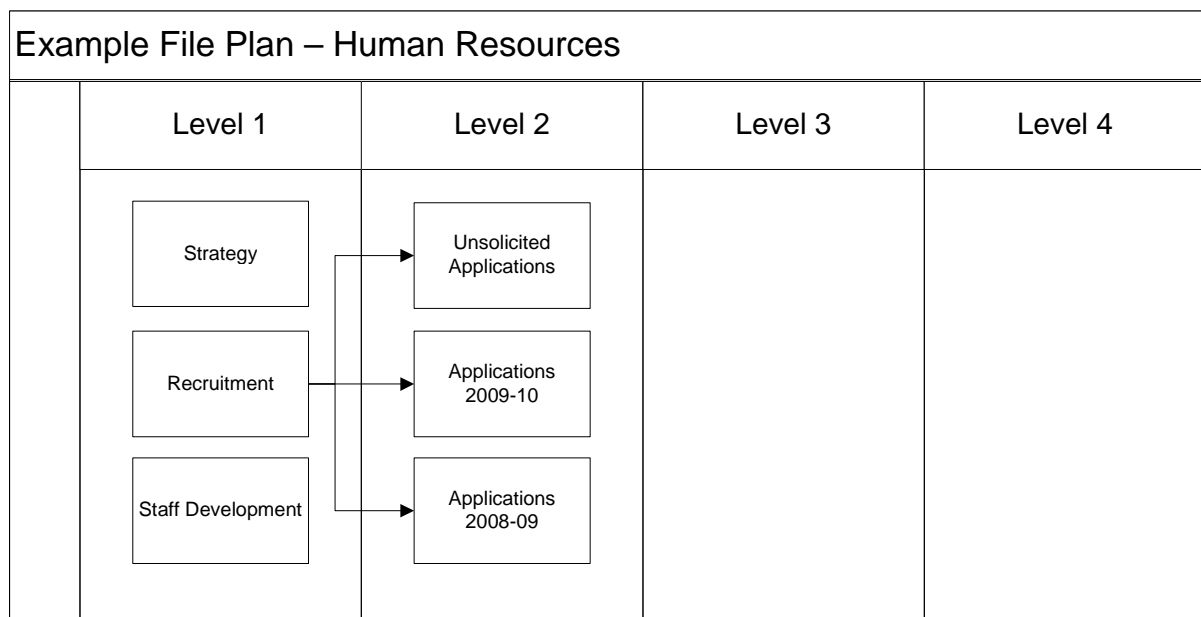 Example File Plan – Human Resources
Level 1
Level 2
Level 3
Level 4
Strategy
Unsolicited
Applications
Recruitment
Applications
2009-10
Staff Development
Applications
2008-09